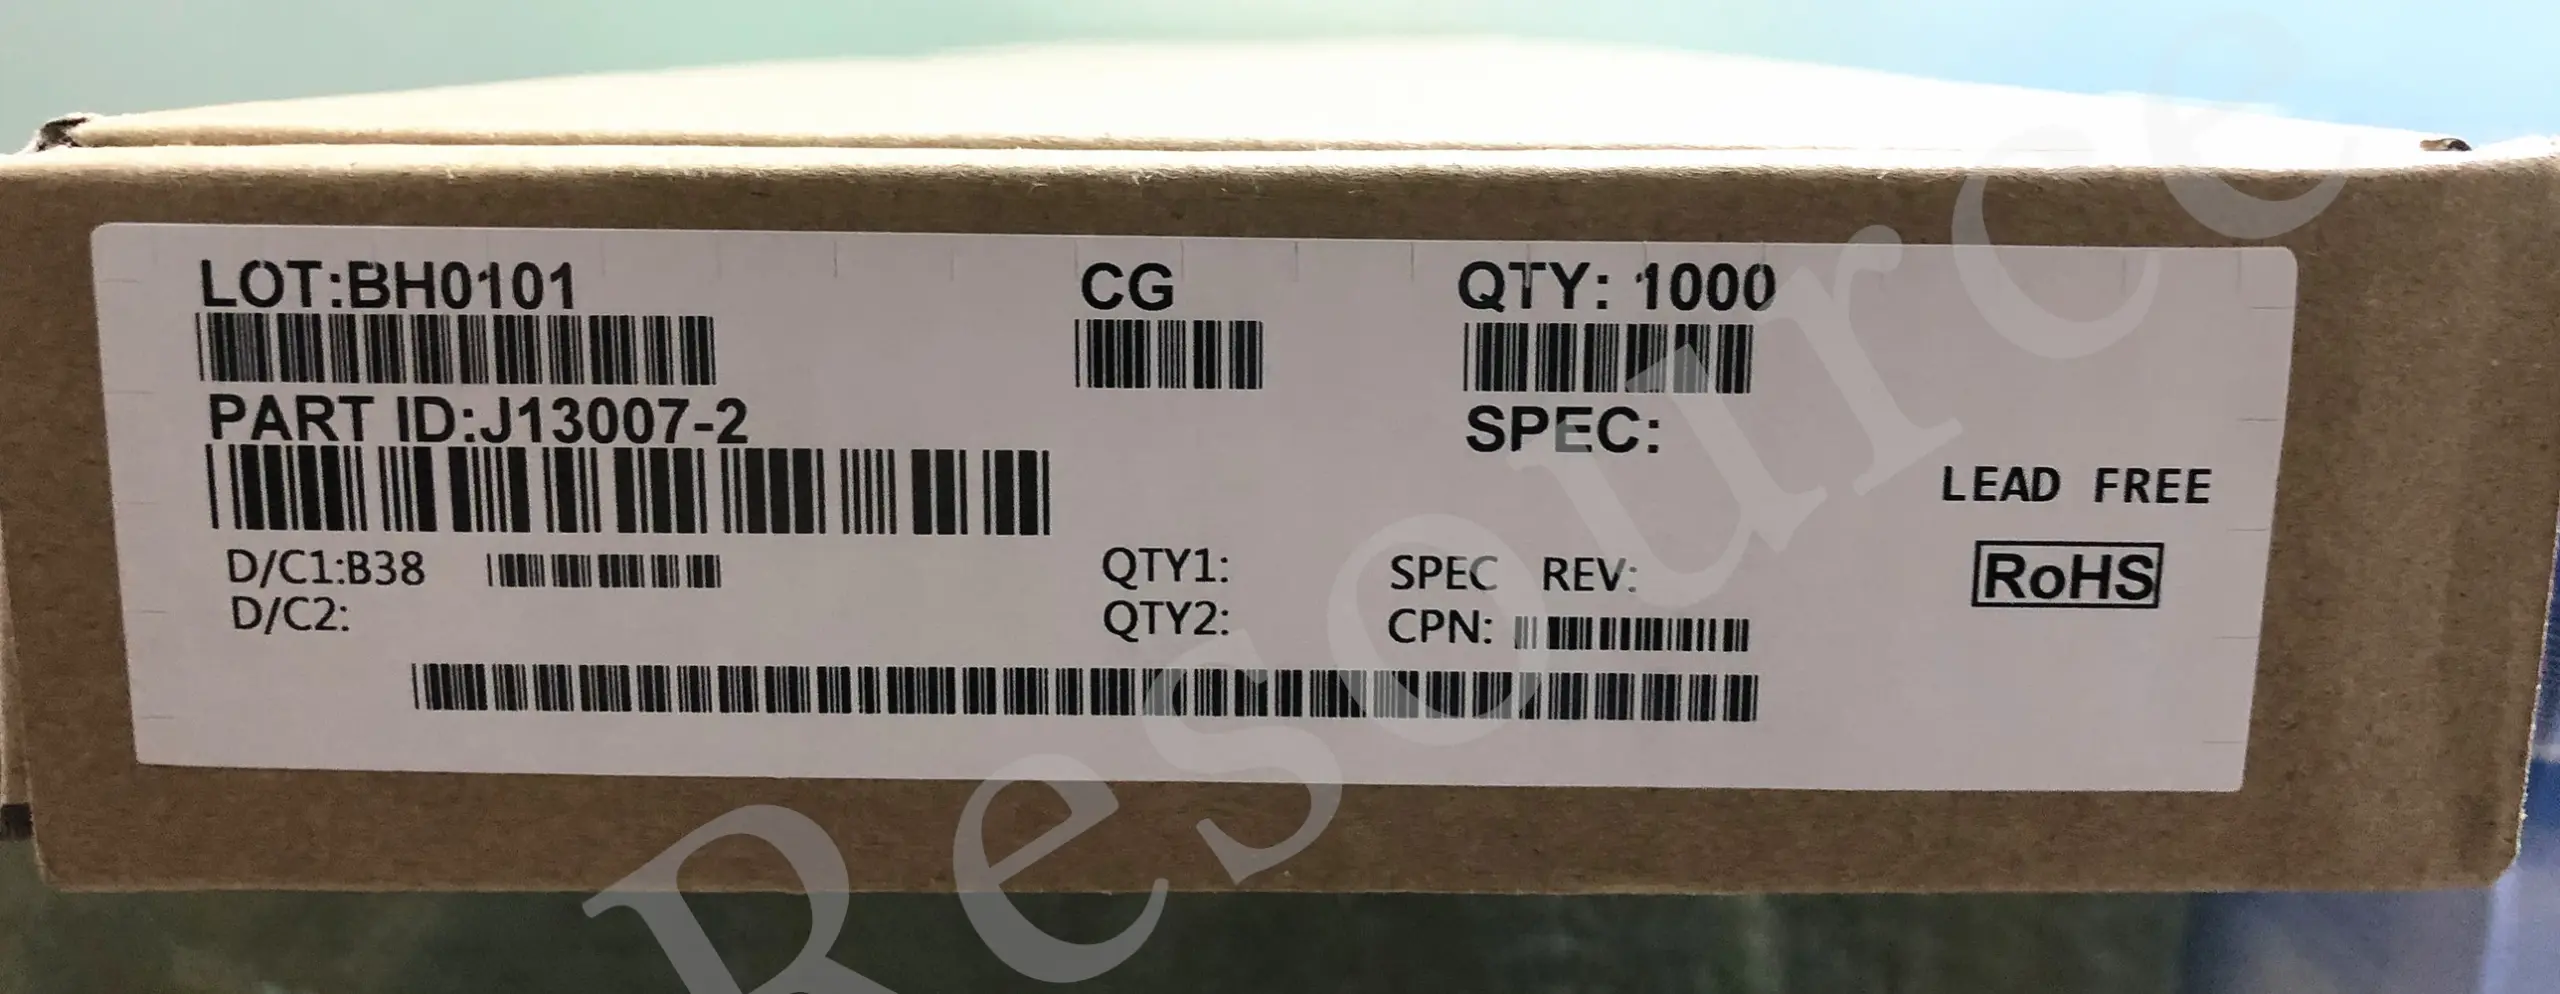 LOT:BH0101 CG QTY: 1000
PART ID:J13007-2 SPEC:
LEAD FREE
D/C1:B38 QTY1: SPEC REV:
RoHS
D/C2: QTY2: CPN:
Resource